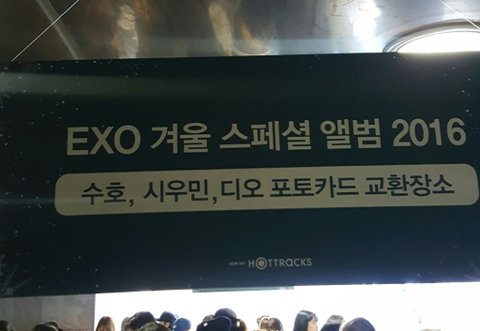 EXO 겨울 스페셜 앨범 2016
수호, 시우민, 디오 포토카드 교환장소
HOTTRACKS